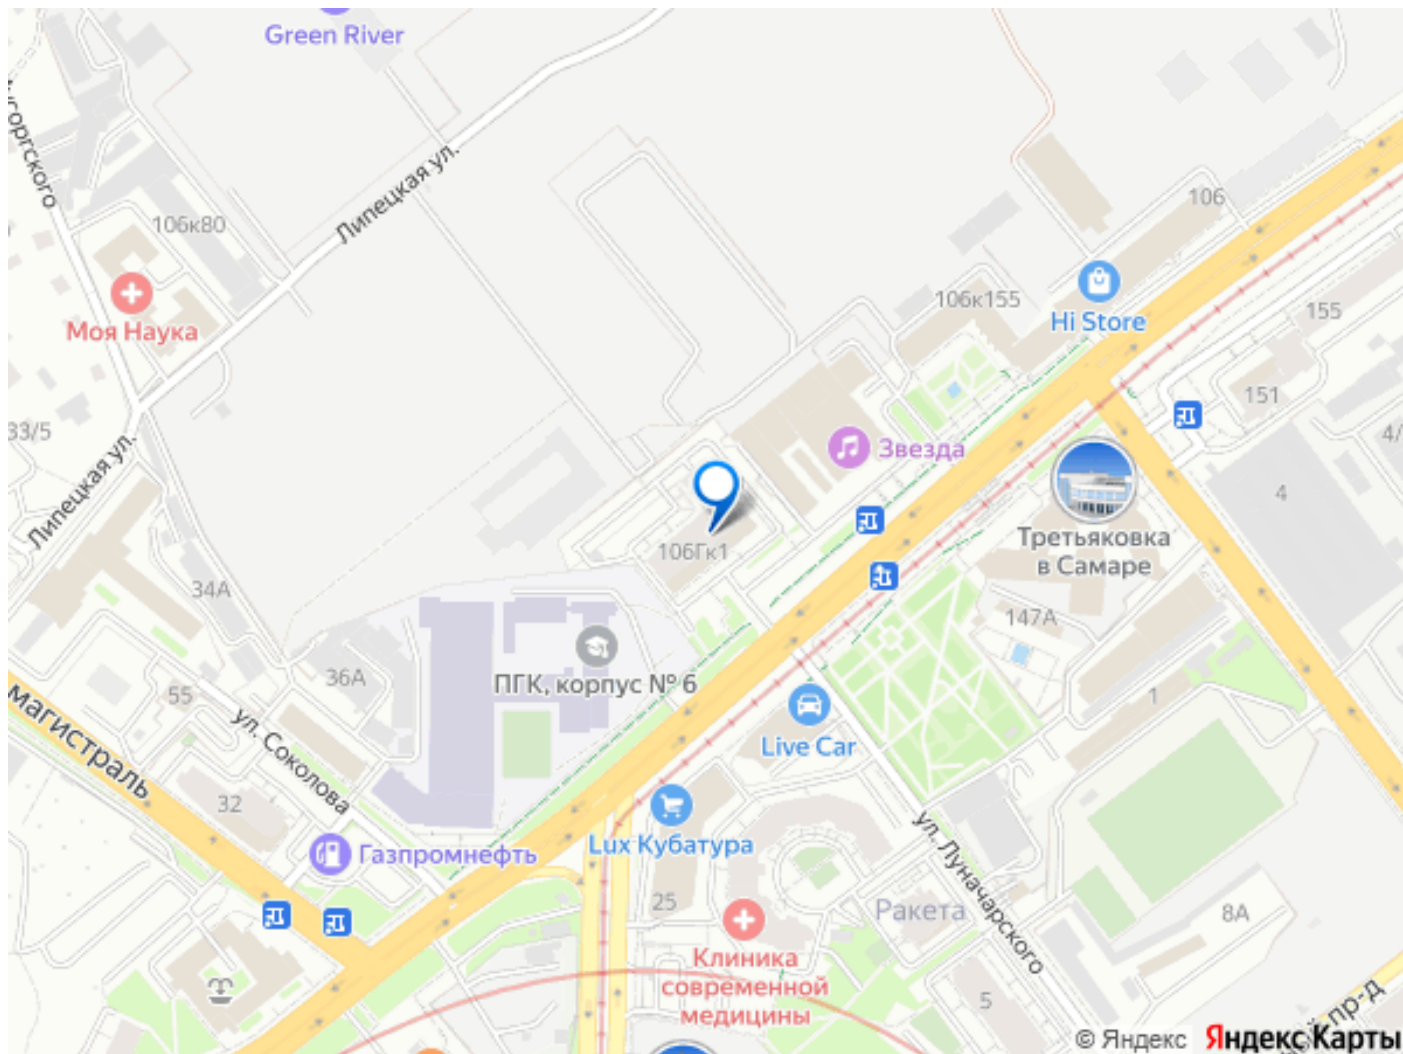 Green River
Липецкая ул.
106
106к80
106к155
Моя Наука
Hi Store
155
151
33/5
4/
Звезда
Липецкая ул.
4
Третьяковка
в Самаре
106Гк1
34А
147А
36А
ПГК, корпус № 6
55
1
магистраль
ул. Соколова
Live Car
32
Lux Кубатура
Газпромнефть
ул. Луначарского
25
Ракета
8А
Клиника
современной
медицины
5
пр-д
© Яндекс Яндекс Карты